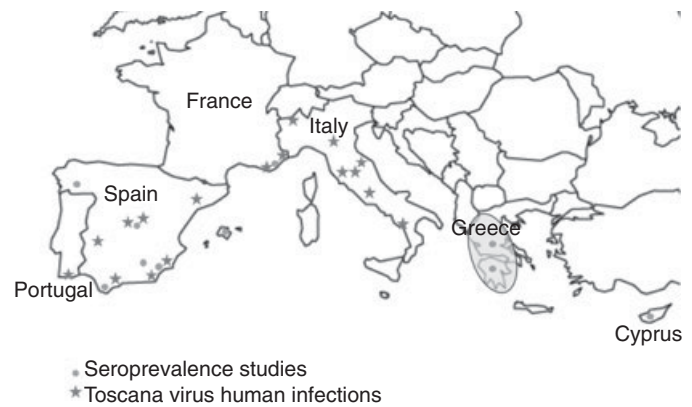 France
Italy
Spain
Greece
Portugal
Cyprus
Seroprevalence studies
Toscana virus human infections